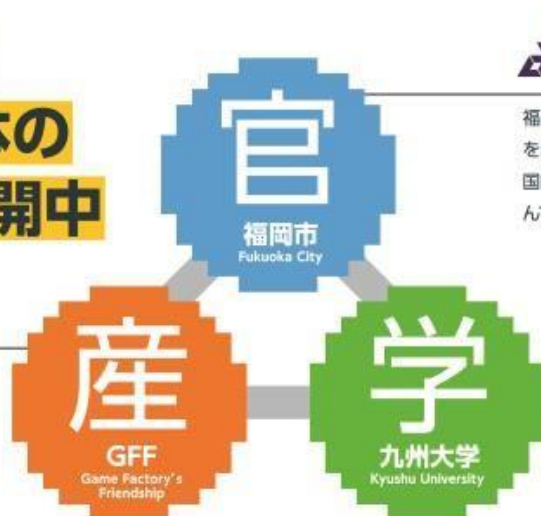 体の
開中
官
福岡市
Fukuoka City
福
を
国
ん
産
GFF
Game Factory's
Friendship
学
九州大学
Kyushu University